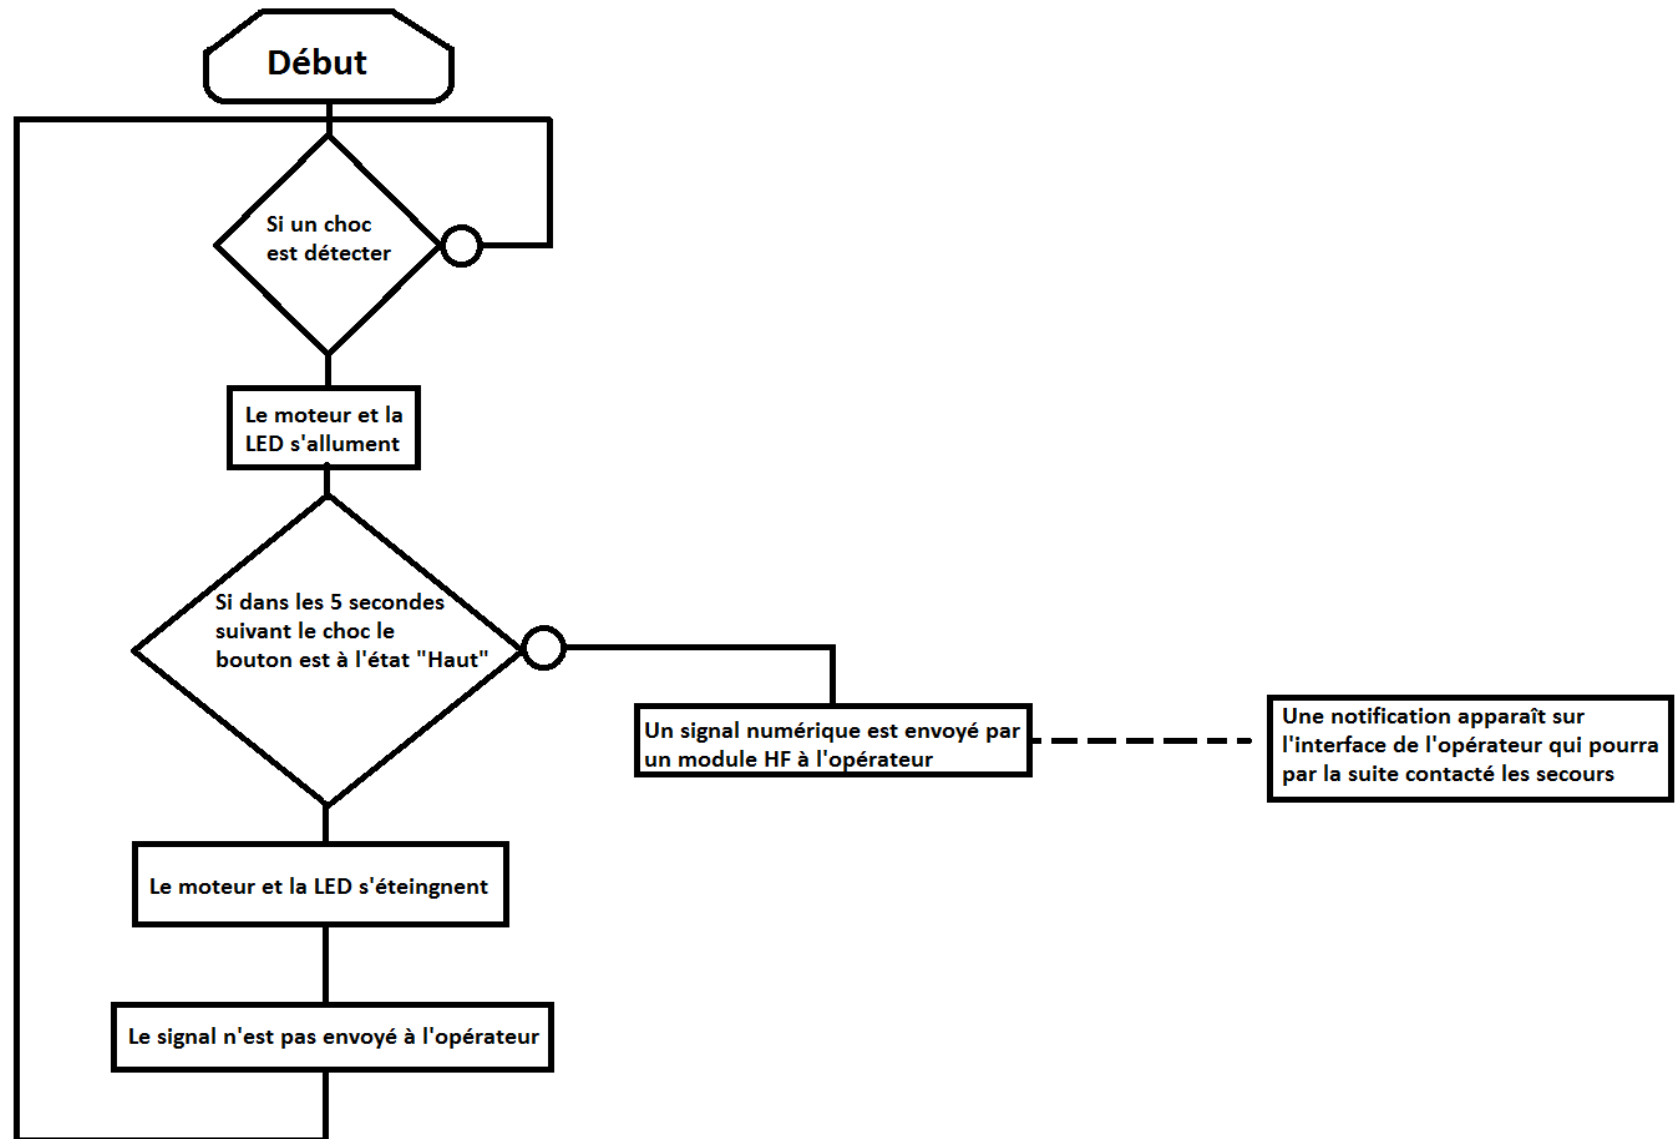 Début
Si un choc
est détecter
Le moteur et la
LED s'allument
Si dans les 5 secondes
suivant le choc le
bouton est à l'état "Haut"
Un signal numérique est envoyé par
un module HF à l'opérateur
Une notification apparaît sur
l'interface de l'opérateur qui pourra
par la suite contacté les secours
Le moteur et la LED s'éteingnent
Le signal n'est pas envoyé à l'opérateur